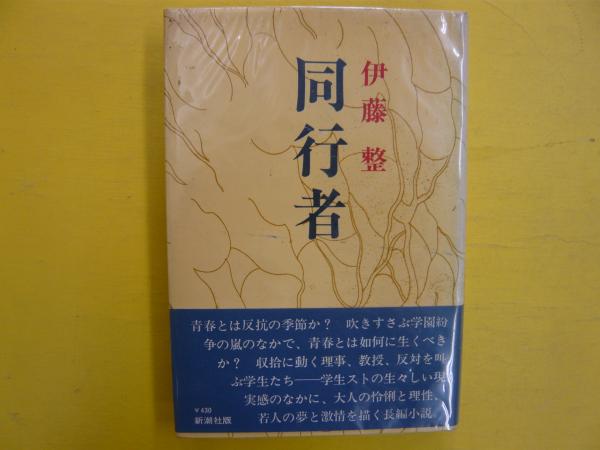 伊藤 整
同行者
青春とは反抗の季節か？ 吹きすさぶ学園紛
争の嵐のなかで、青春とは如何に生くべき
か？ 収拾に動く理事、教授、反対を叫
ぶ学生たち──学生ストの生々しい現
実感のなかに、大人の怜悧と理性、
若人の夢と激情を描く長編小説。
￥430
新潮社版